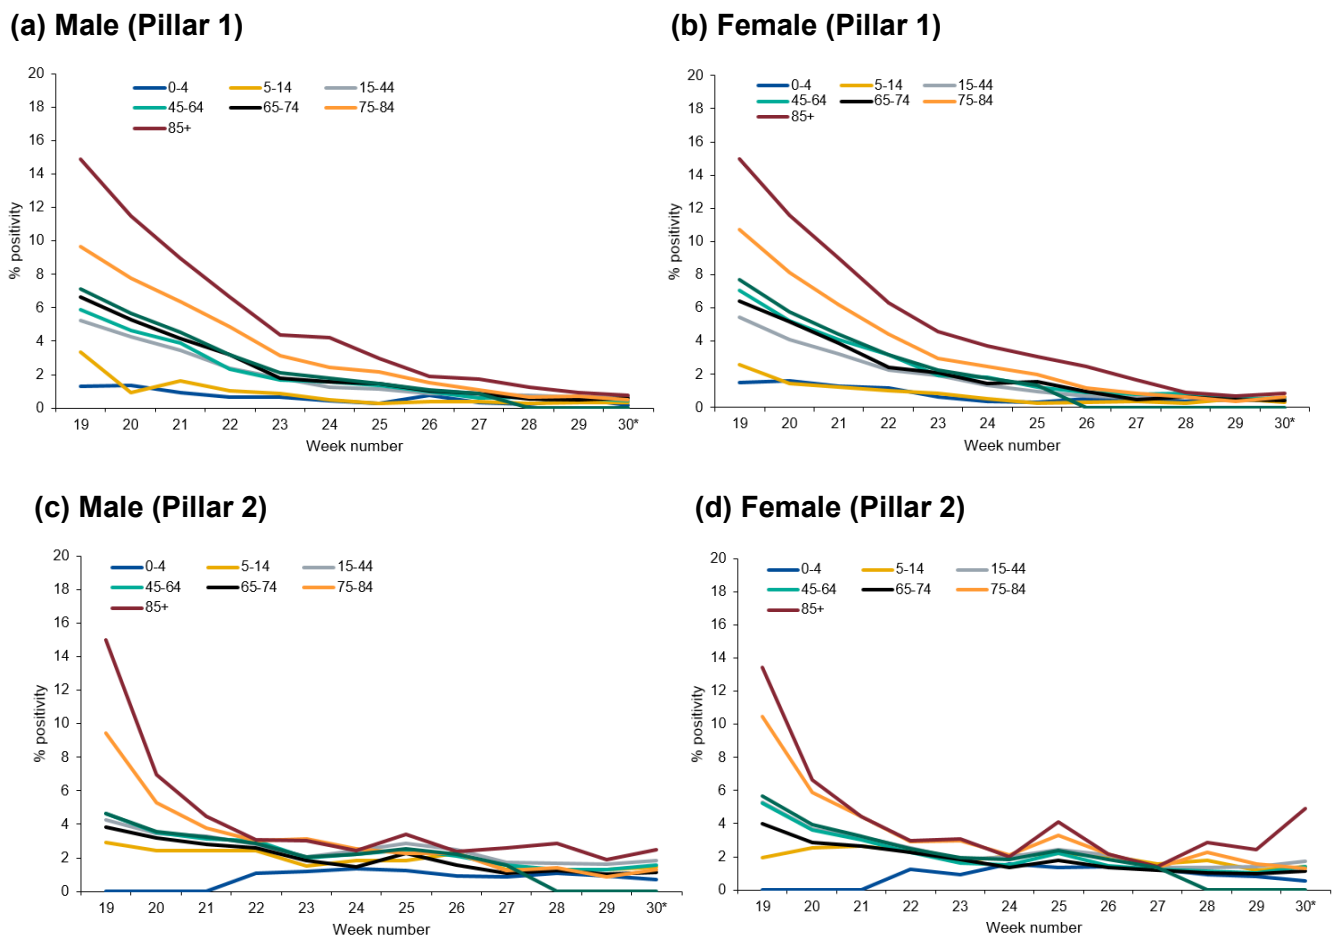 (a) Male (Pillar 1)
(b) Female (Pillar 1)
20
18
16
14
12
10
8
6
4
2
0
% positivity
0-4 5-14 15-44
45-64 65-74 75-84
85+
19 20 21 22 23 24 25 26 27 28 29 30*
Week number
20
18
16
14
12
10
8
6
4
2
0
% positivity
0-4 5-14 15-44
45-64 65-74 75-84
85+
19 20 21 22 23 24 25 26 27 28 29 30*
Week number
(c) Male (Pillar 2)
(d) Female (Pillar 2)
20
18
16
14
12
10
8
6
4
2
0
% positivity
0-4 5-14 15-44
45-64 65-74 75-84
85+
19 20 21 22 23 24 25 26 27 28 29 30*
Week number
20
18
16
14
12
10
8
6
4
2
0
% positivity
0-4 5-14 15-44
45-64 65-74 75-84
85+
19 20 21 22 23 24 25 26 27 28 29 30*
Week number